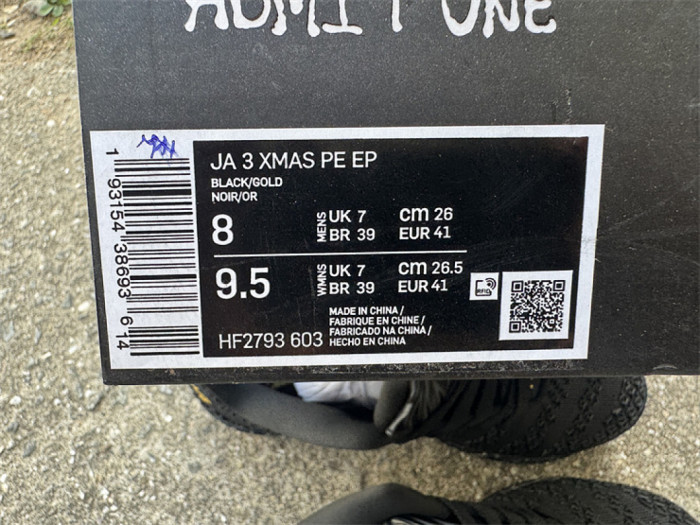 ADMIT ONE
JA 3 XMAS PE EP
BLACK/GOLD
NOIR/OR
8 MENS UK 7 cm 26
BR 39 EUR 41
9.5 WMNS UK 7 cm 26.5
BR 39 EUR 41
RFID
MADE IN CHINA /
FABRIQUE EN CHINE /
FABRICADO NA CHINA /
HECHO EN CHINA
HF2793 603
1 93154 38693 6 14